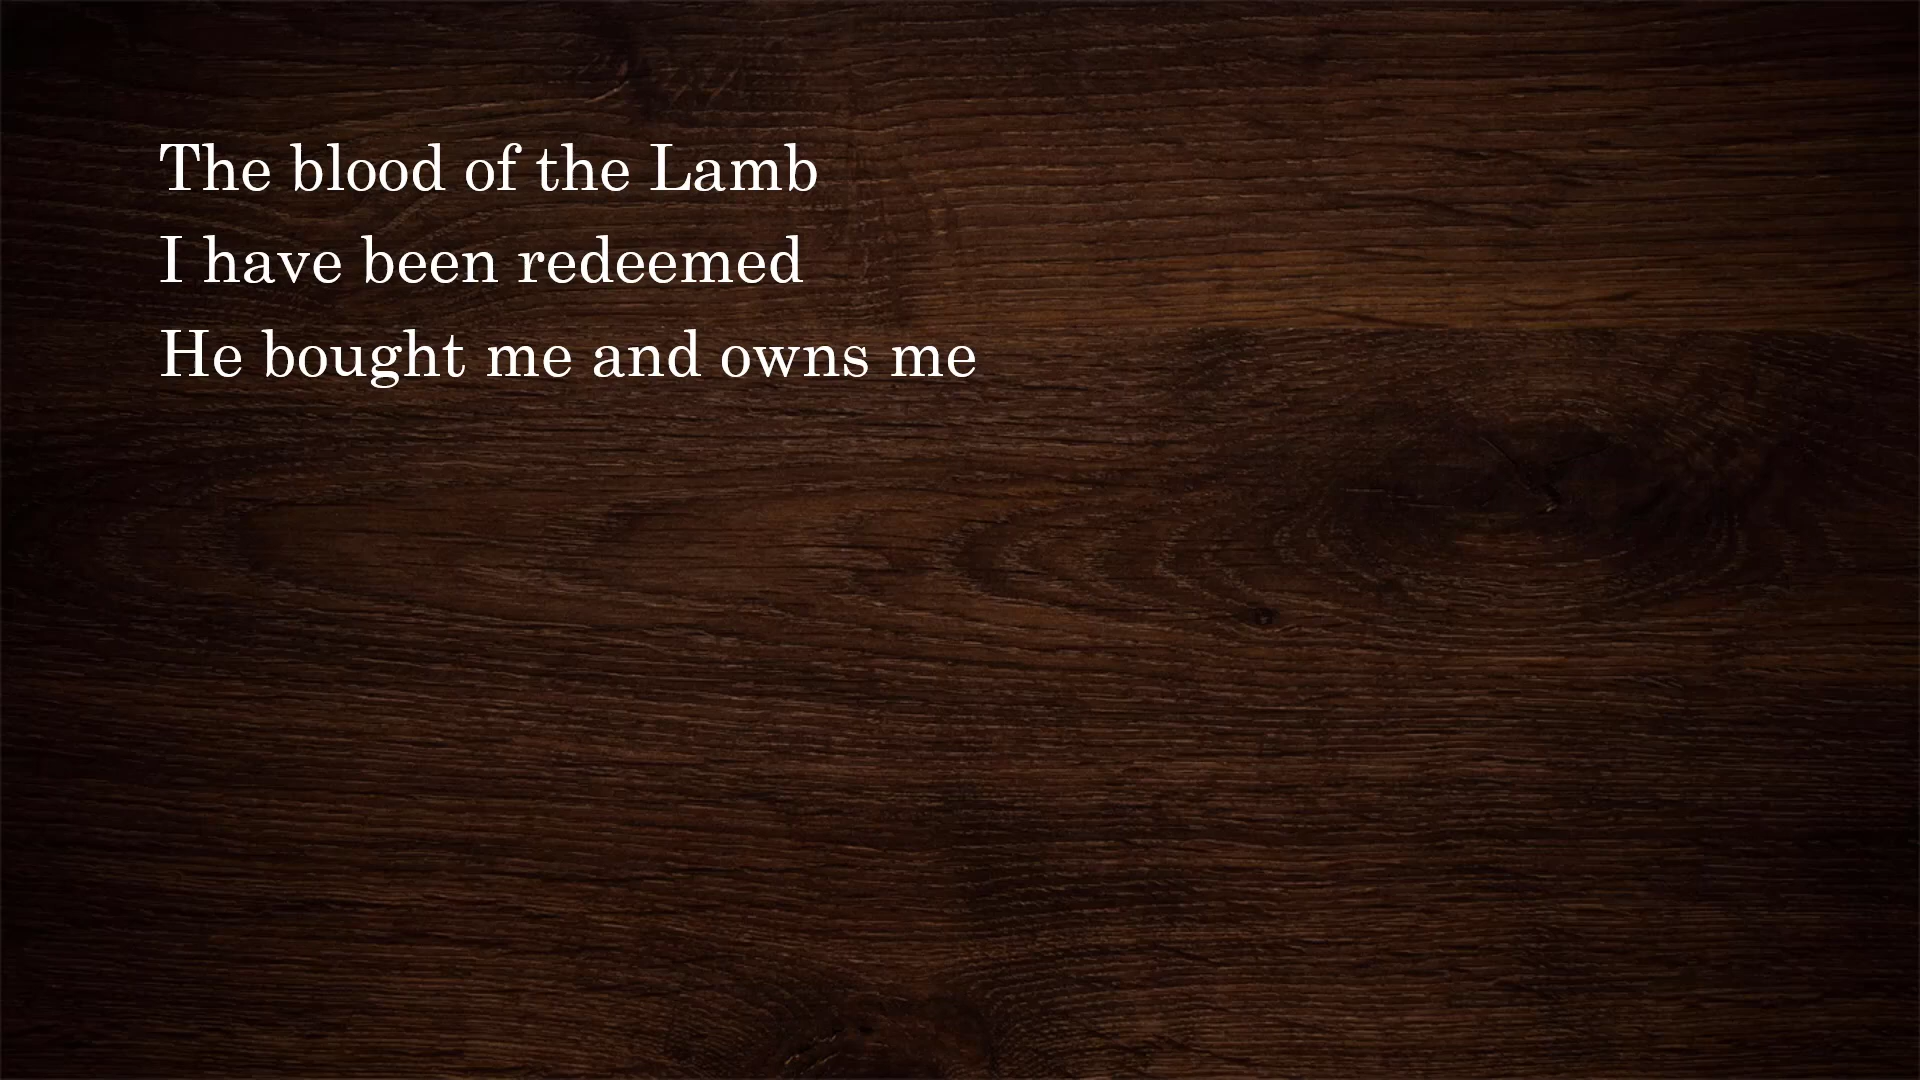 The blood of the Lamb
I have been redeemed
He bought me and owns me